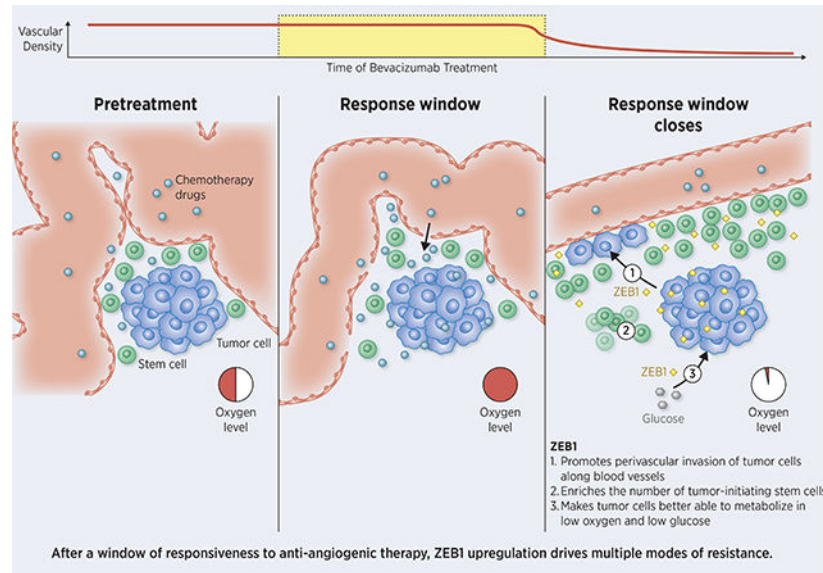 Vascular
Density
Time of Bevacizumab Treatment
Pretreatment
Chemotherapy
drugs
Tumor cell
Stem cell
Oxygen
level
Response window
Oxygen
level
Response window
closes
1
ZEB1
2
ZEB1
3
Glucose
Oxygen
level
ZEB1
1. Promotes perivascular invasion of tumor cells
along blood vessels
2. Enriches the number of tumor-initiating stem cells
3. Makes tumor cells better able to metabolize in
low oxygen and low glucose
After a window of responsiveness to anti-angiogenic therapy, ZEB1 upregulation drives multiple modes of resistance.